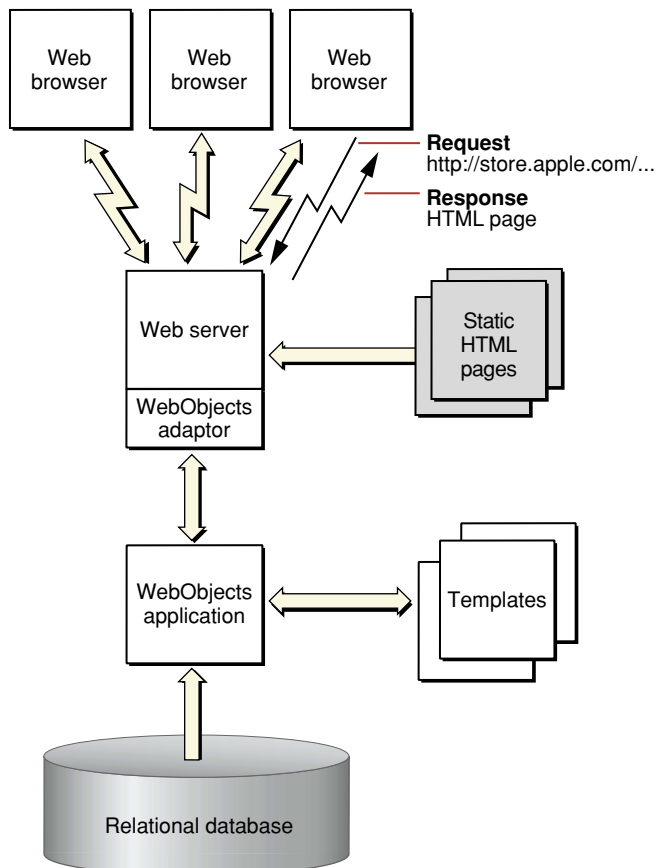 Web
browser
Web
browser
Web
browser
Request
http://store.apple.com/...
Response
HTML page
Web server
Static
HTML
pages
WebObjects
adaptor
WebObjects
application
Templates
Relational database